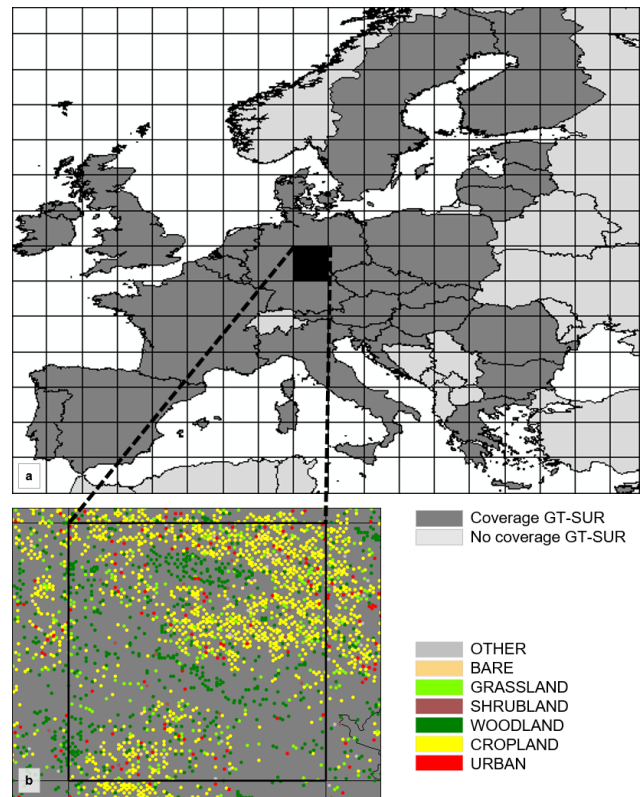 a
Coverage GT-SUR
No coverage GT-SUR
OTHER
BARE
GRASSLAND
SHRUBLAND
WOODLAND
CROPLAND
URBAN
b